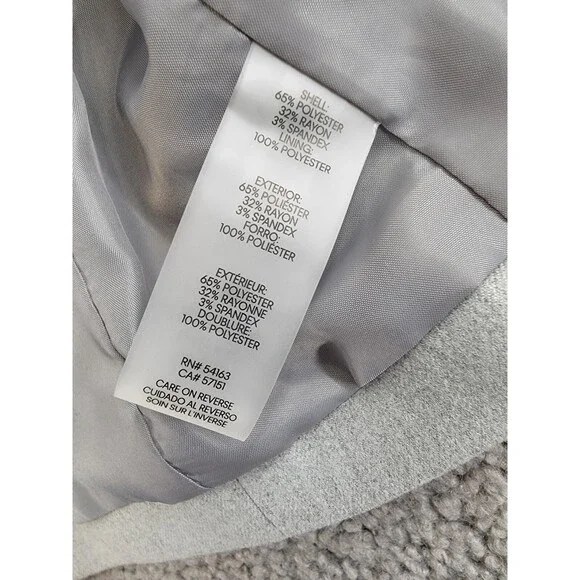 SHELL:
65% POLYESTER
32% RAYON
3% SPANDEX
LINING:
100% POLYESTER
EXTERIOR:
65% POLIÉSTER
32% RAYON
3% SPANDEX
FORRO:
100% POLIÉSTER
EXTÉRIEUR:
65% POLYESTER
32% RAYONNE
3% SPANDEX
DOUBLURE:
100% POLYESTER
RN# 54163
CA# 57151
CARE ON REVERSE
CUIDADO AL REVERSO
SOIN SUR L'INVERSE